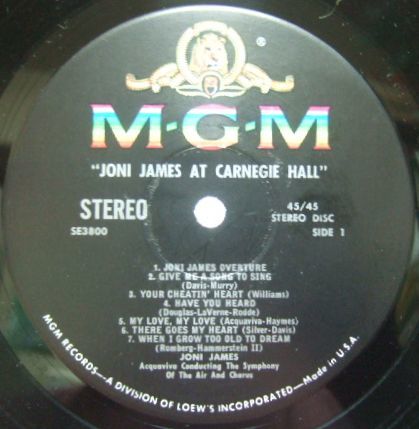 ®
M-G-M
"JONI JAMES AT CARNEGIE HALL"
STEREO
SE3800
45/45
STEREO DISC
SIDE 1
1. JONI JAMES OVERTURE
2. GIVE ME A SONG TO SING
(Davis-Murry)
3. YOUR CHEATIN' HEART (Williams)
4. HAVE YOU HEARD
(Douglas-LaVerne-Rodde)
5. MY LOVE, MY LOVE (Acquaviva-Haymes)
6. THERE GOES MY HEART (Silver-Davis)
7. WHEN I GROW TOO OLD TO DREAM
(Romberg-Hammerstein II)
JONI JAMES
Acquaviva Conducting The Symphony
Of The Air And Chorus
MGM RECORDS—A DIVISION OF LOEW'S INCORPORATED—Made in U.S.A.